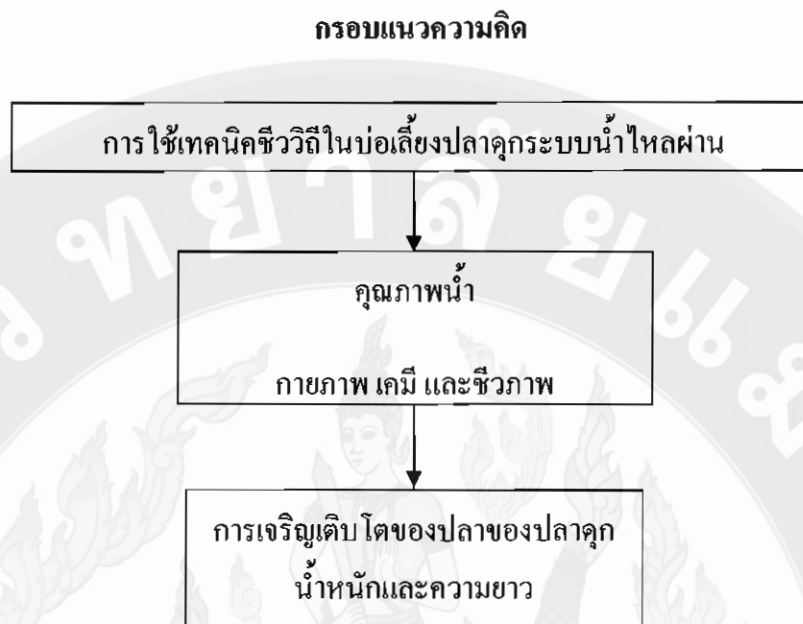 กรอบแนวความคิด
การใช้เทคนิคชีววิถีในบ่อเลี้ยงปลาดุกระบบน้ำไหลผ่าน
คุณภาพน้ำ
กายภาพ เคมี และชีวภาพ
การเจริญเติบโตของปลาของปลาดุก
น้ำหนักและความยาว